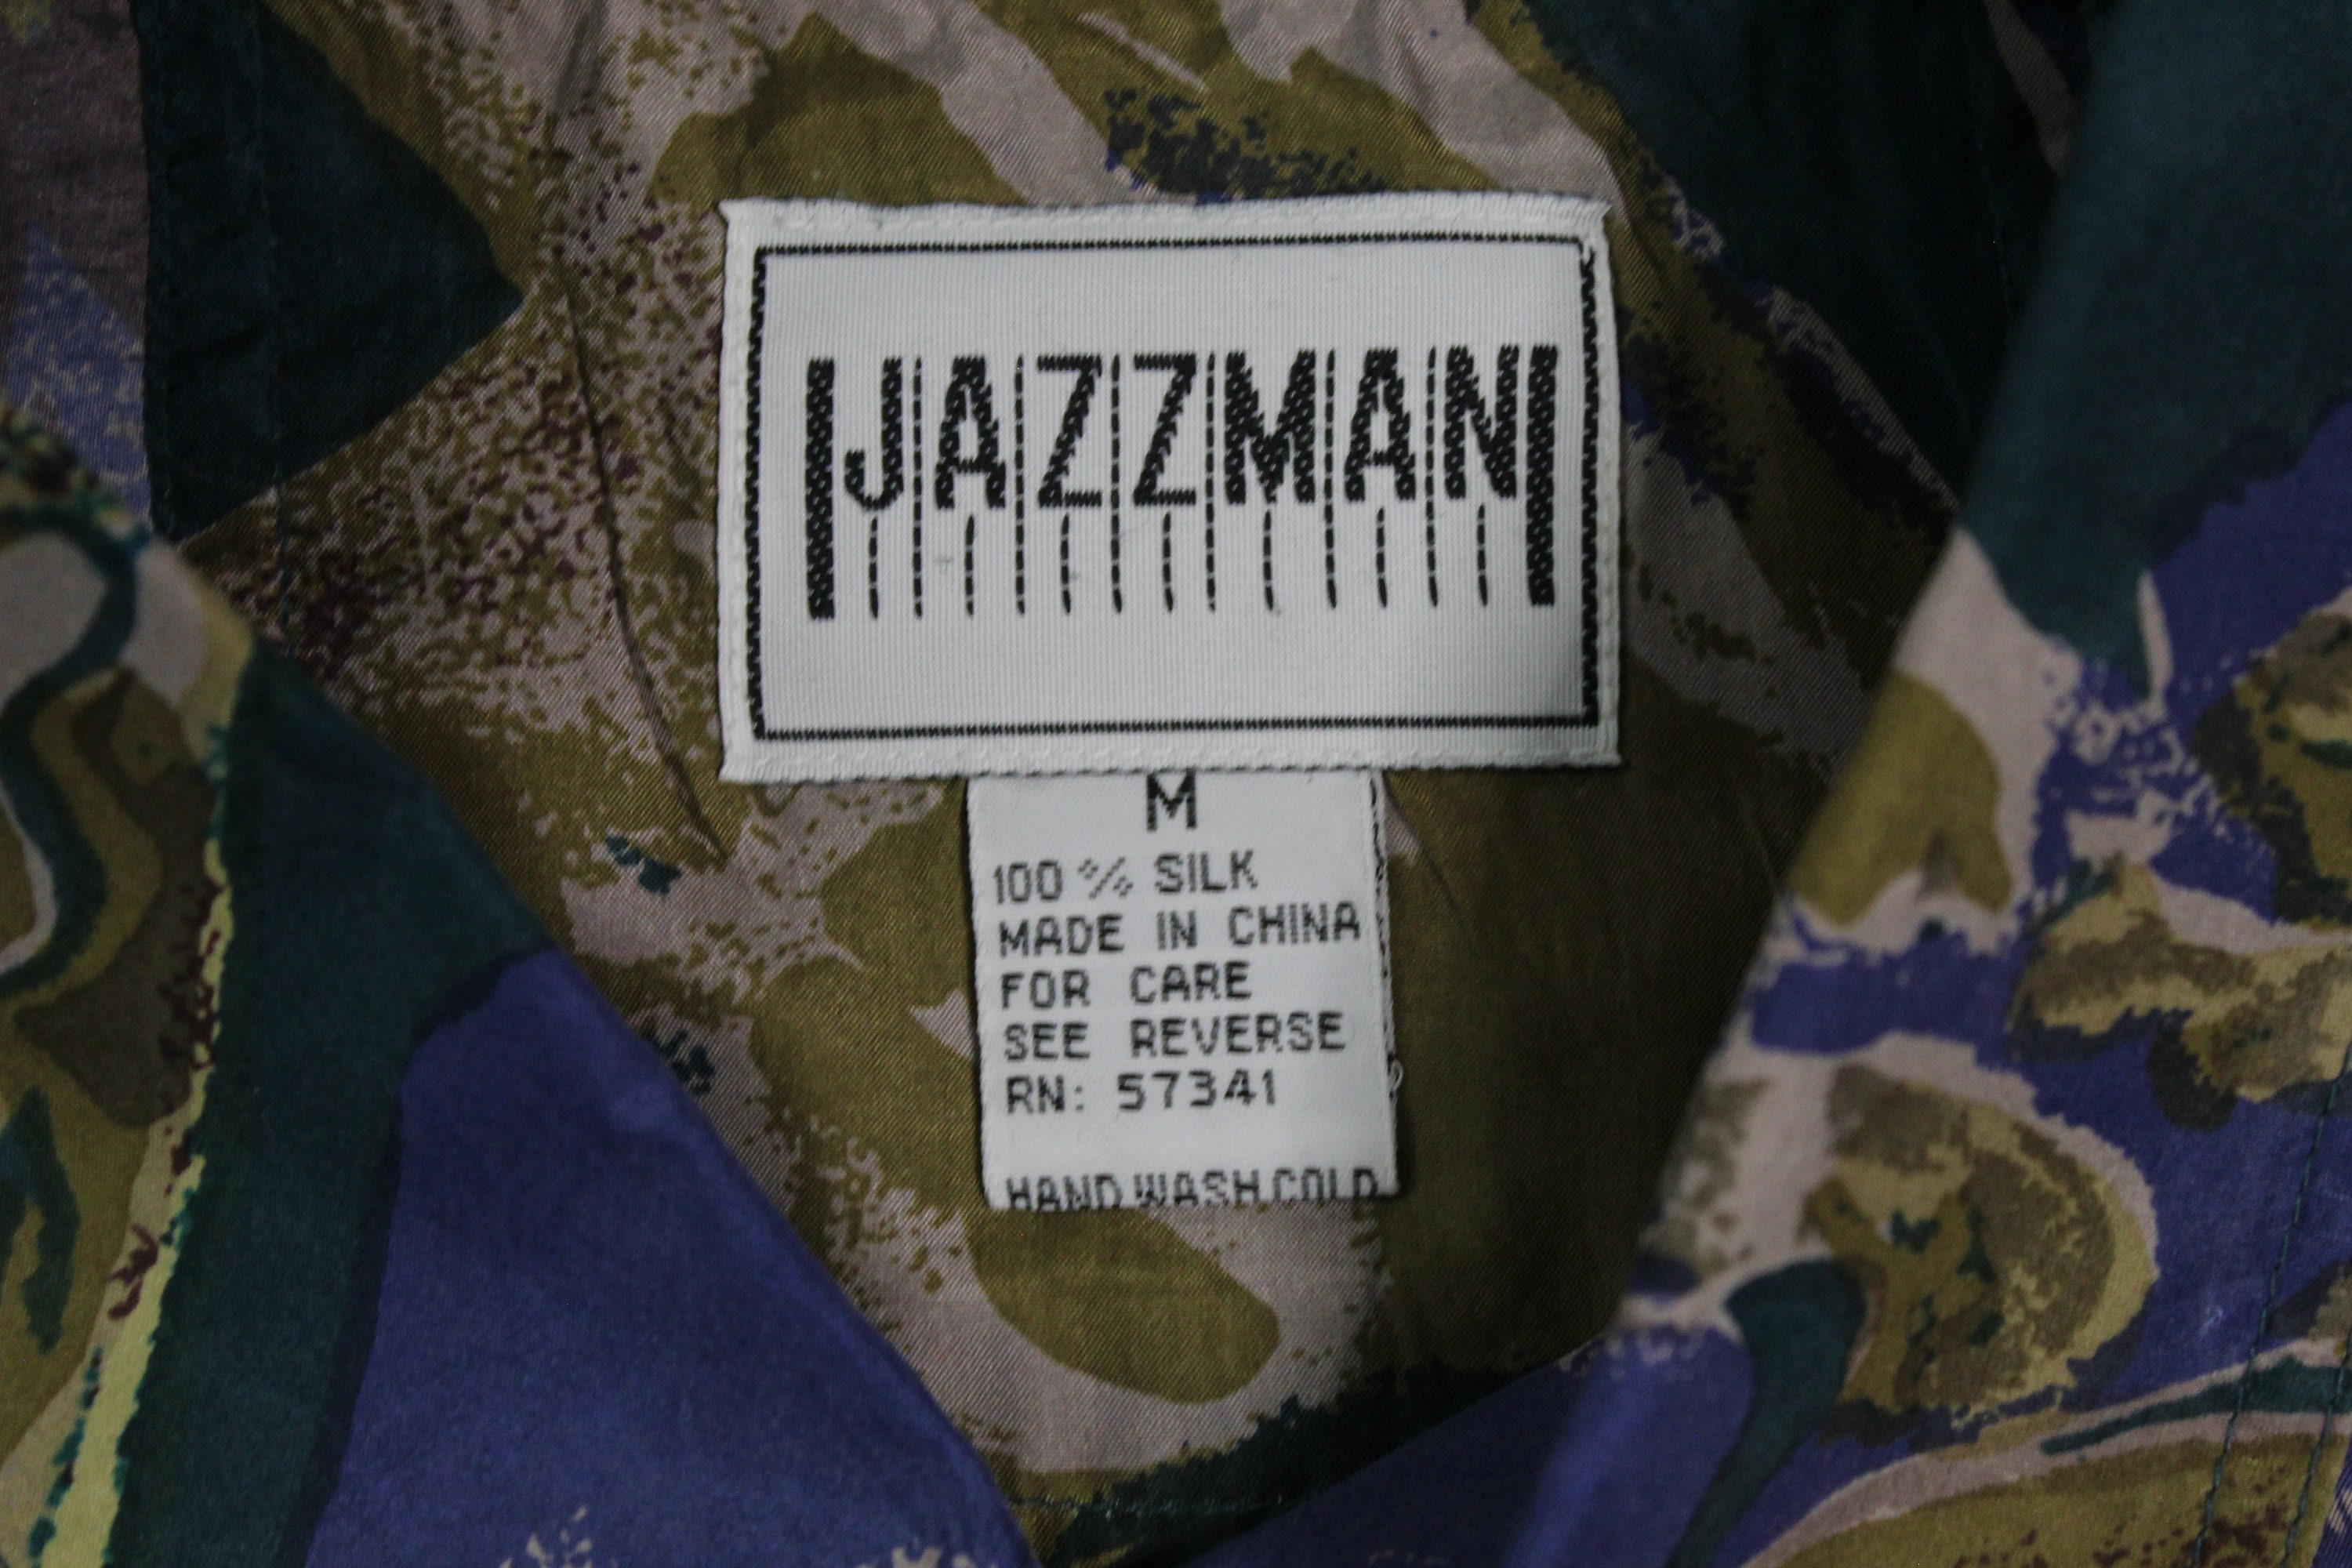 JAZZMAN
M
100% SILK
MADE IN CHINA
FOR CARE
SEE REVERSE
RN: 57341
HAND WASH COLD